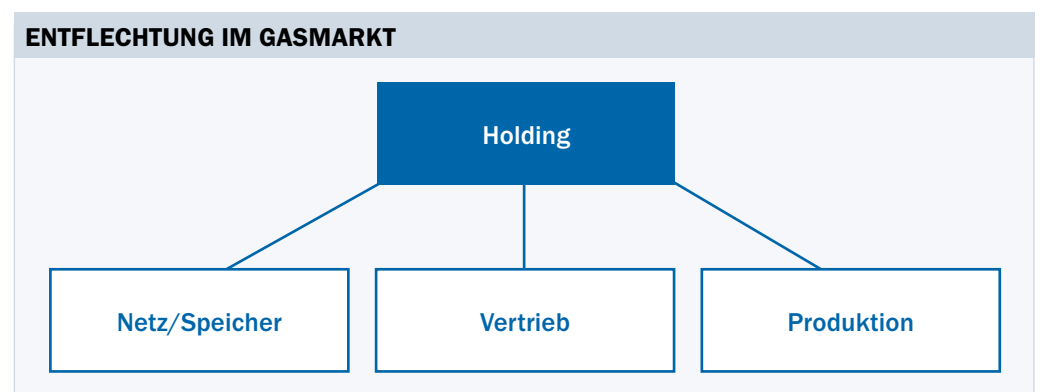 ENTFLECHTUNG IM GASMARKT
Holding
Netz/Speicher
Vertrieb
Produktion